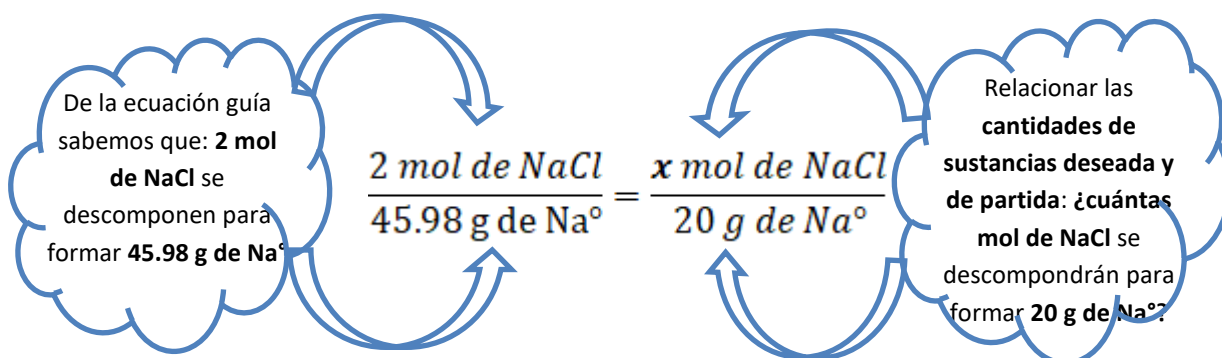 De la ecuación guía
sabemos que: 2 mol
de NaCl se
descomponen para
formar 45.98 g de Na°
2 mol de NaCl / 45.98 g de Na° = x mol de NaCl / 20 g de Na°
Relacionar las
cantidades de
sustancias deseada y
de partida: ¿cuántas
mol de NaCl se
descompondrán para
formar 20 g de Na°?